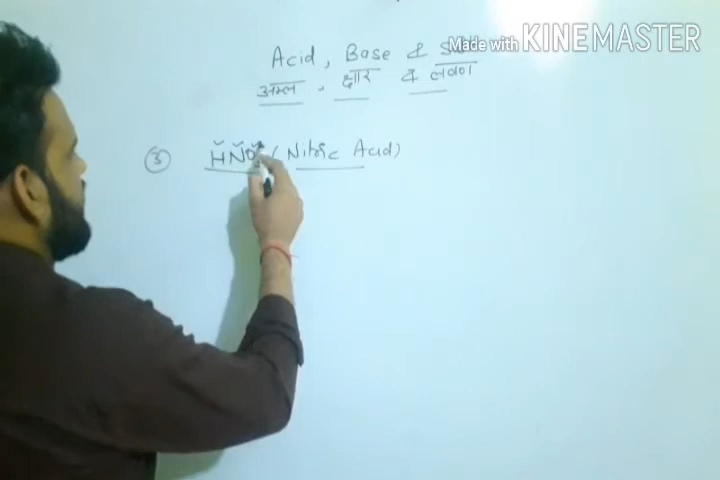 Made with KINEMASTER
Acid, Base &
अम्ल, क्षार व लवण
③ HNO (Nitric Acid)